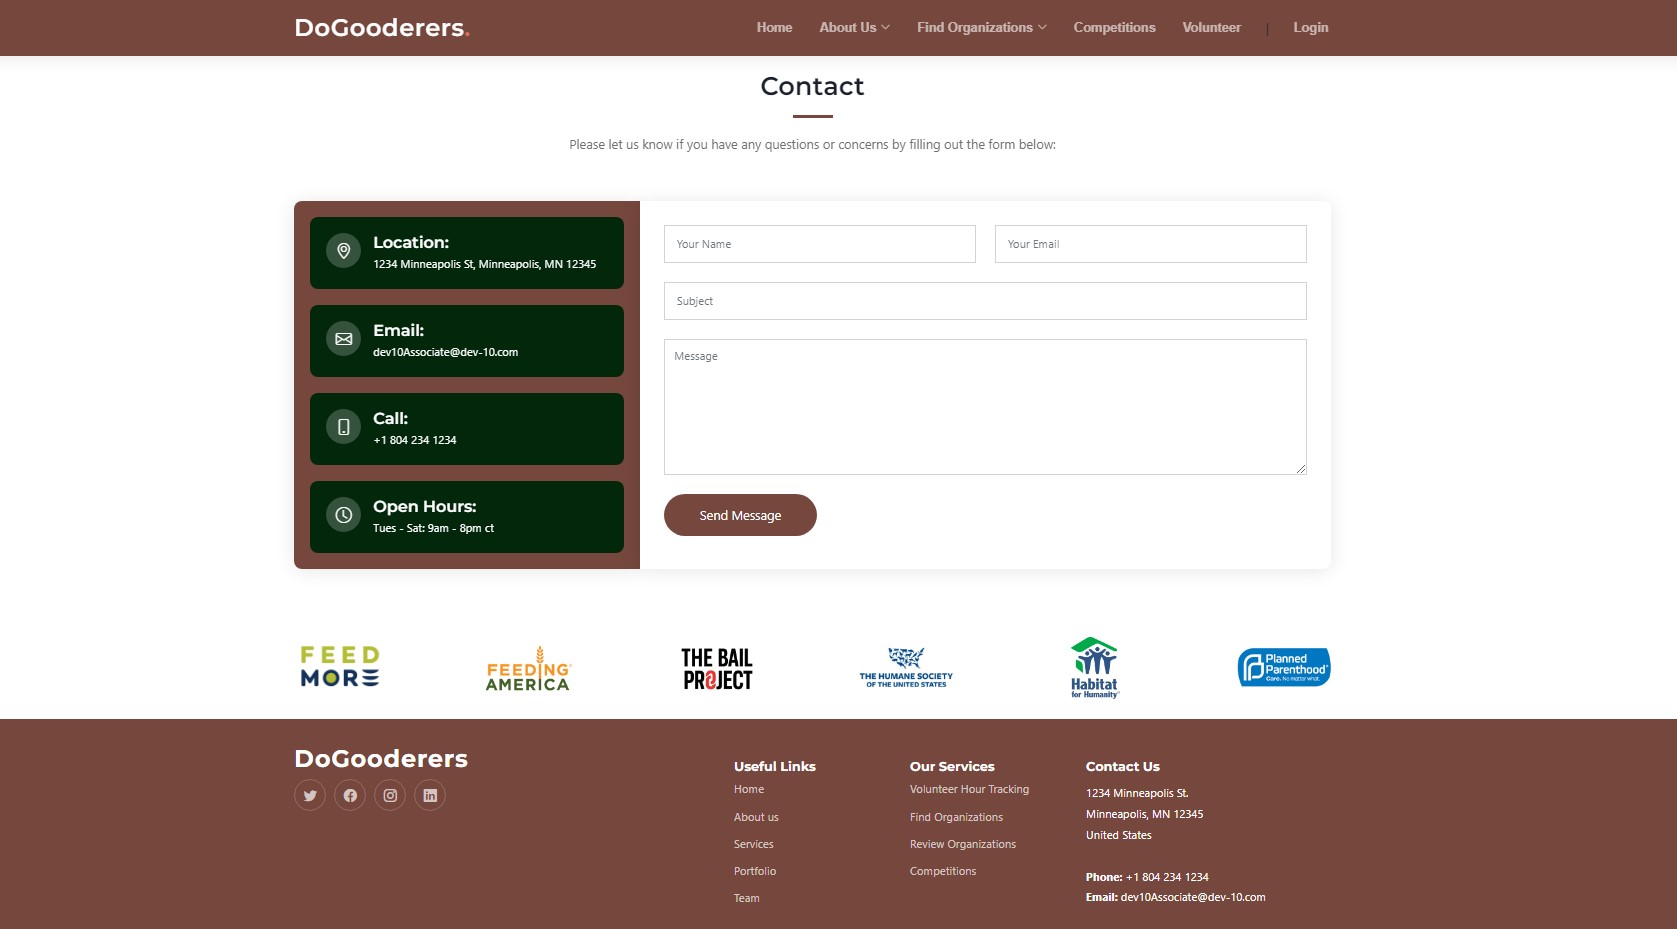 DoGooderers.
Home About Us Find Organizations Competitions Volunteer | Login
Contact
Please let us know if you have any questions or concerns by filling out the form below:
Location:
1234 Minneapolis St, Minneapolis, MN 12345
Email:
dev10Associate@dev-10.com
Call:
+1 804 234 1234
Open Hours:
Tues - Sat: 9am - 8pm ct
Your Name
Your Email
Subject
Message
Send Message
FEED
MORE
FEEDING
AMERICA
THE BAIL
PROJECT
THE HUMANE SOCIETY
OF THE UNITED STATES
Habitat
for Humanity®
Planned
Parenthood®
Care. No matter what.
DoGooderers
Useful Links
Home
About us
Services
Portfolio
Team
Our Services
Volunteer Hour Tracking
Find Organizations
Review Organizations
Competitions
Contact Us
1234 Minneapolis St.
Minneapolis, MN 12345
United States
Phone: +1 804 234 1234
Email: dev10Associate@dev-10.com